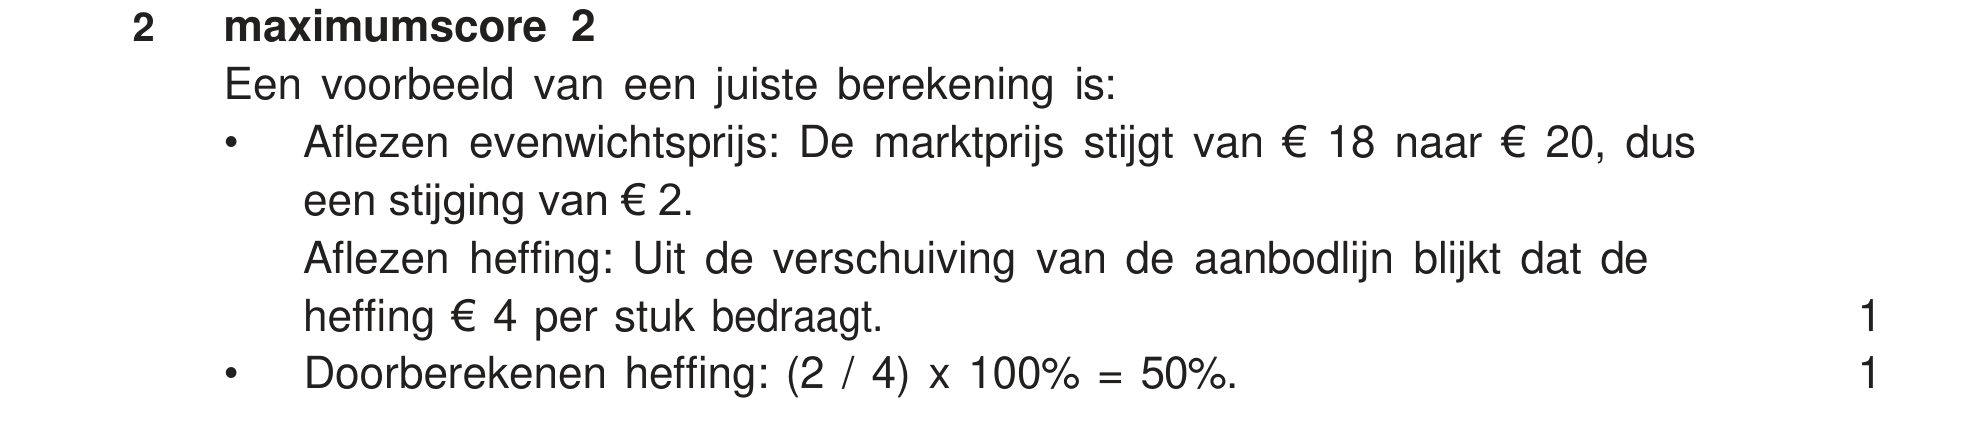 2 maximumscore 2
Een voorbeeld van een juiste berekening is:
• Aflezen evenwichtsprijs: De marktprijs stijgt van € 18 naar € 20, dus
een stijging van € 2.
Aflezen heffing: Uit de verschuiving van de aanbodlijn blijkt dat de
heffing € 4 per stuk bedraagt. 1
• Doorberekenen heffing: (2 / 4) x 100% = 50%. 1